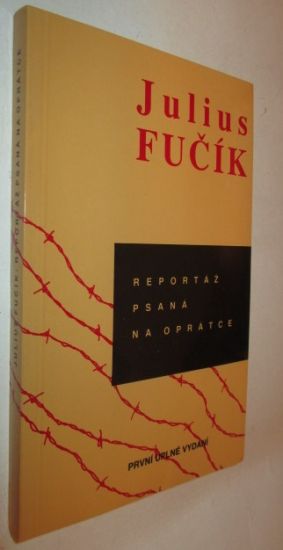 Julius
FUČÍK
REPORTÁŽ
PSANÁ
NA OPRATCE
PRVNÍ ÚPLNÉ VYDÁNÍ
JULIUS FUČÍK: REPORTÁŽ PSANÁ NA OPRATCE